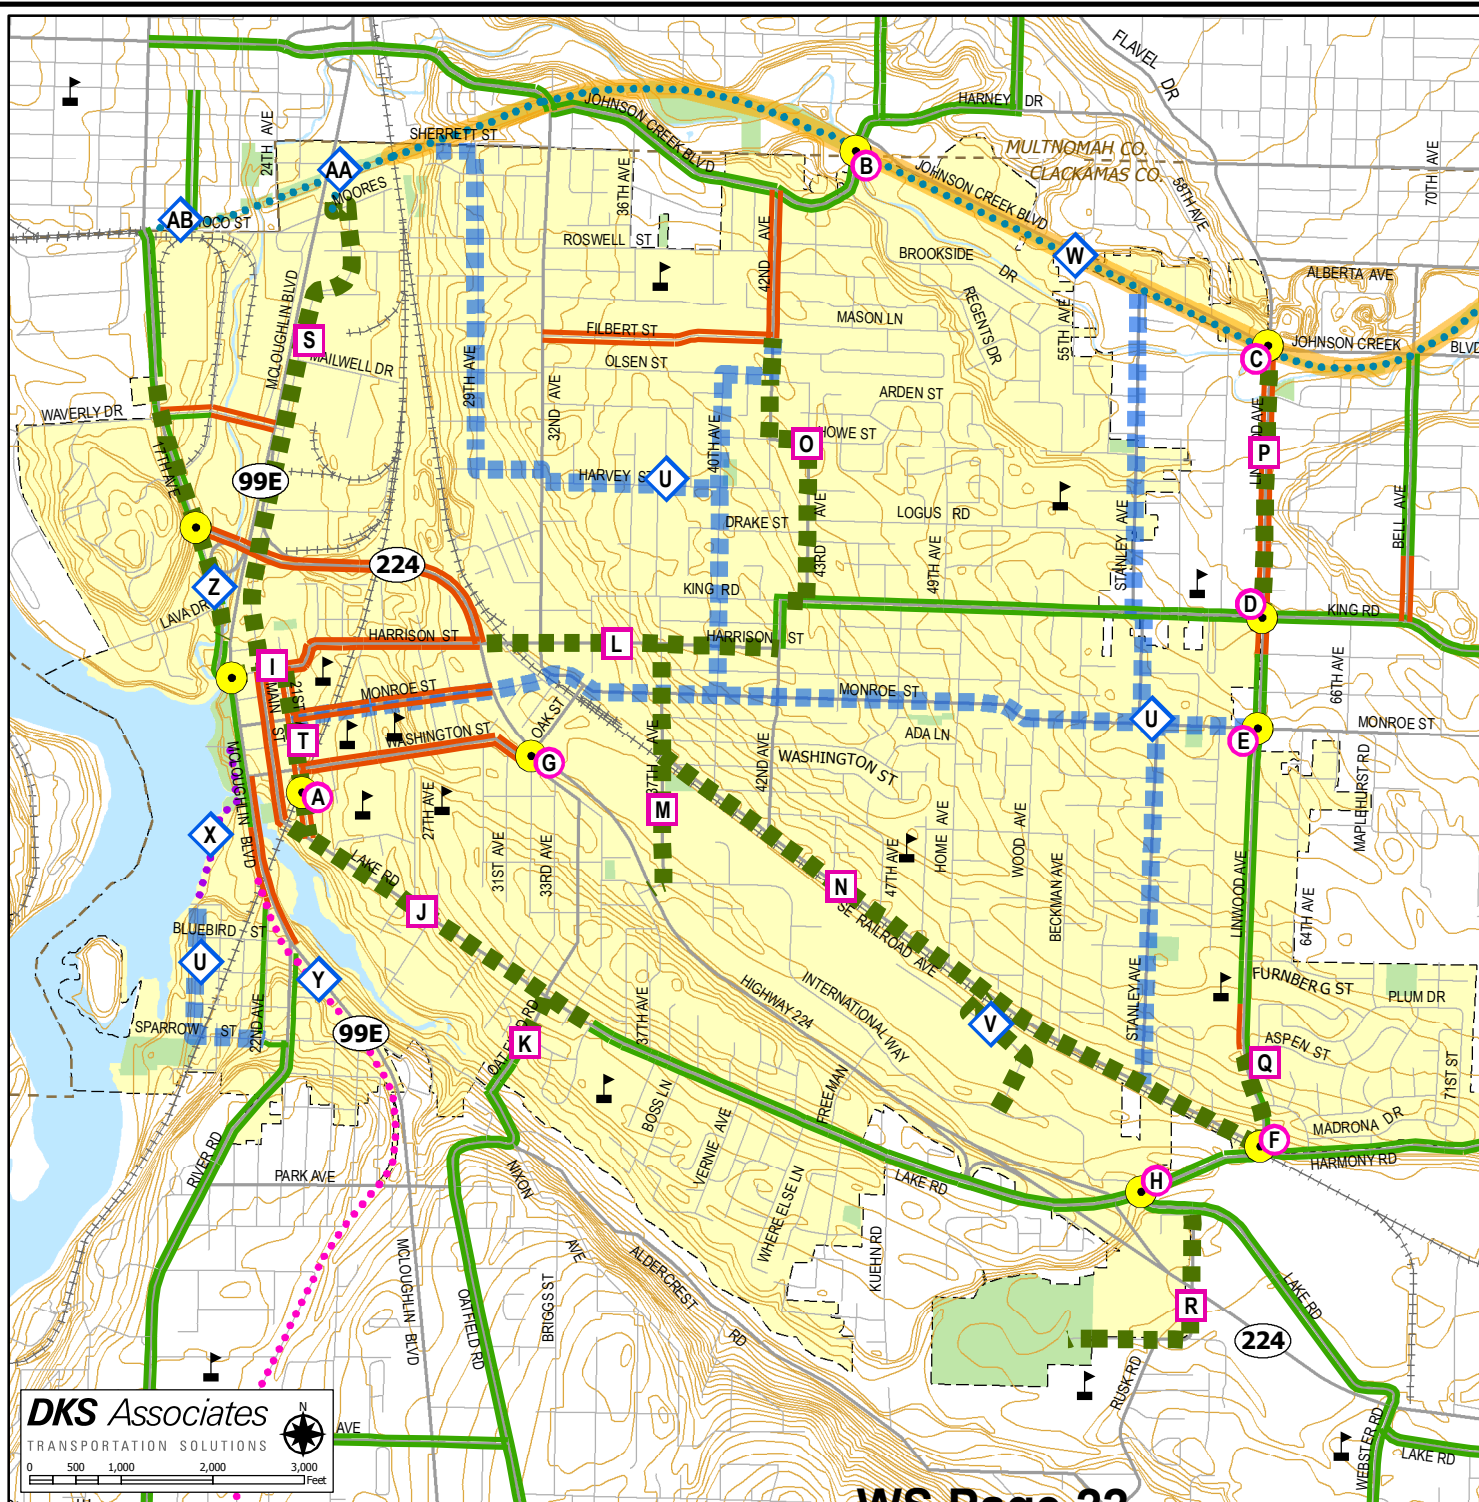 FLAVEL DR
HARNEY DR
JOHNSON CREEK BLVD
SHERRETT ST
24TH AVE
AA
MOORES
B
MULTNOMAH CO.
CLACKAMAS CO.
JOHNSON CREEK BLVD
58TH AVE
70TH AVE
36TH AVE
AB
OCO ST
ROSWELL ST
42ND AVE
BROOKSIDE DR
W
ALBERTA AVE
MCLOUGHLIN BLVD
S
MAILWELL DR
FILBERT ST
OLSEN ST
MASON LN
REGENTS DR
55TH AVE
C
JOHNSON CREEK BLVD
29TH AVE
32ND AVE
ARDEN ST
WAVERLY DR
17TH AVE
40TH AVE
HOWE ST
O
P
99E
HARVEY ST
U
DRAKE ST
43RD AVE
LOGUS RD
49TH AVE
STANLEY AVE
BELL AVE
224
Z
LAVA DR
KING RD
D
KING RD
HARRISON ST
L
HARRISON ST
I
MAIN ST
21ST
MONROE ST
MONROE ST
66TH AVE
U
MONROE ST
T
WASHINGTON ST
OAK ST
G
37TH AVE
42ND AVE
WASHINGTON ST
ADA LN
E
MCLOUGHLIN BLVD
A
X
27TH AVE
31ST AVE
33RD AVE
M
N
47TH AVE
HOME AVE
WOOD AVE
BECKMAN AVE
LINWOOD AVE
64TH AVE
MAPLEHURST RD
LAKE RD
J
BLUEBIRD ST
U
Y
22ND AVE
SPARROW ST
99E
SE RAILROAD AVE
HIGHWAY 224
INTERNATIONAL WAY
V
STANLEY AVE
FURNBERG ST
PLUM DR
ASPEN ST
Q
71ST ST
K
37TH AVE
BOSS LN
VERNIE AVE
FREEMAN
F
MADRONA DR
HARMONY RD
RIVER RD
PARK AVE
NIXON AVE
LAKE RD
H
WHERE ELSE LN
KUEHN RD
MCLOUGHLIN BLVD
OATFIELD RD
BRIGGS ST
ALDERCREST RD
R
RUSK RD
224
LAKE RD
WEBSTER RD
LAKE RD
DKS Associates
TRANSPORTATION SOLUTIONS
N
0 500 1,000 2,000 3,000
Feet
AVE